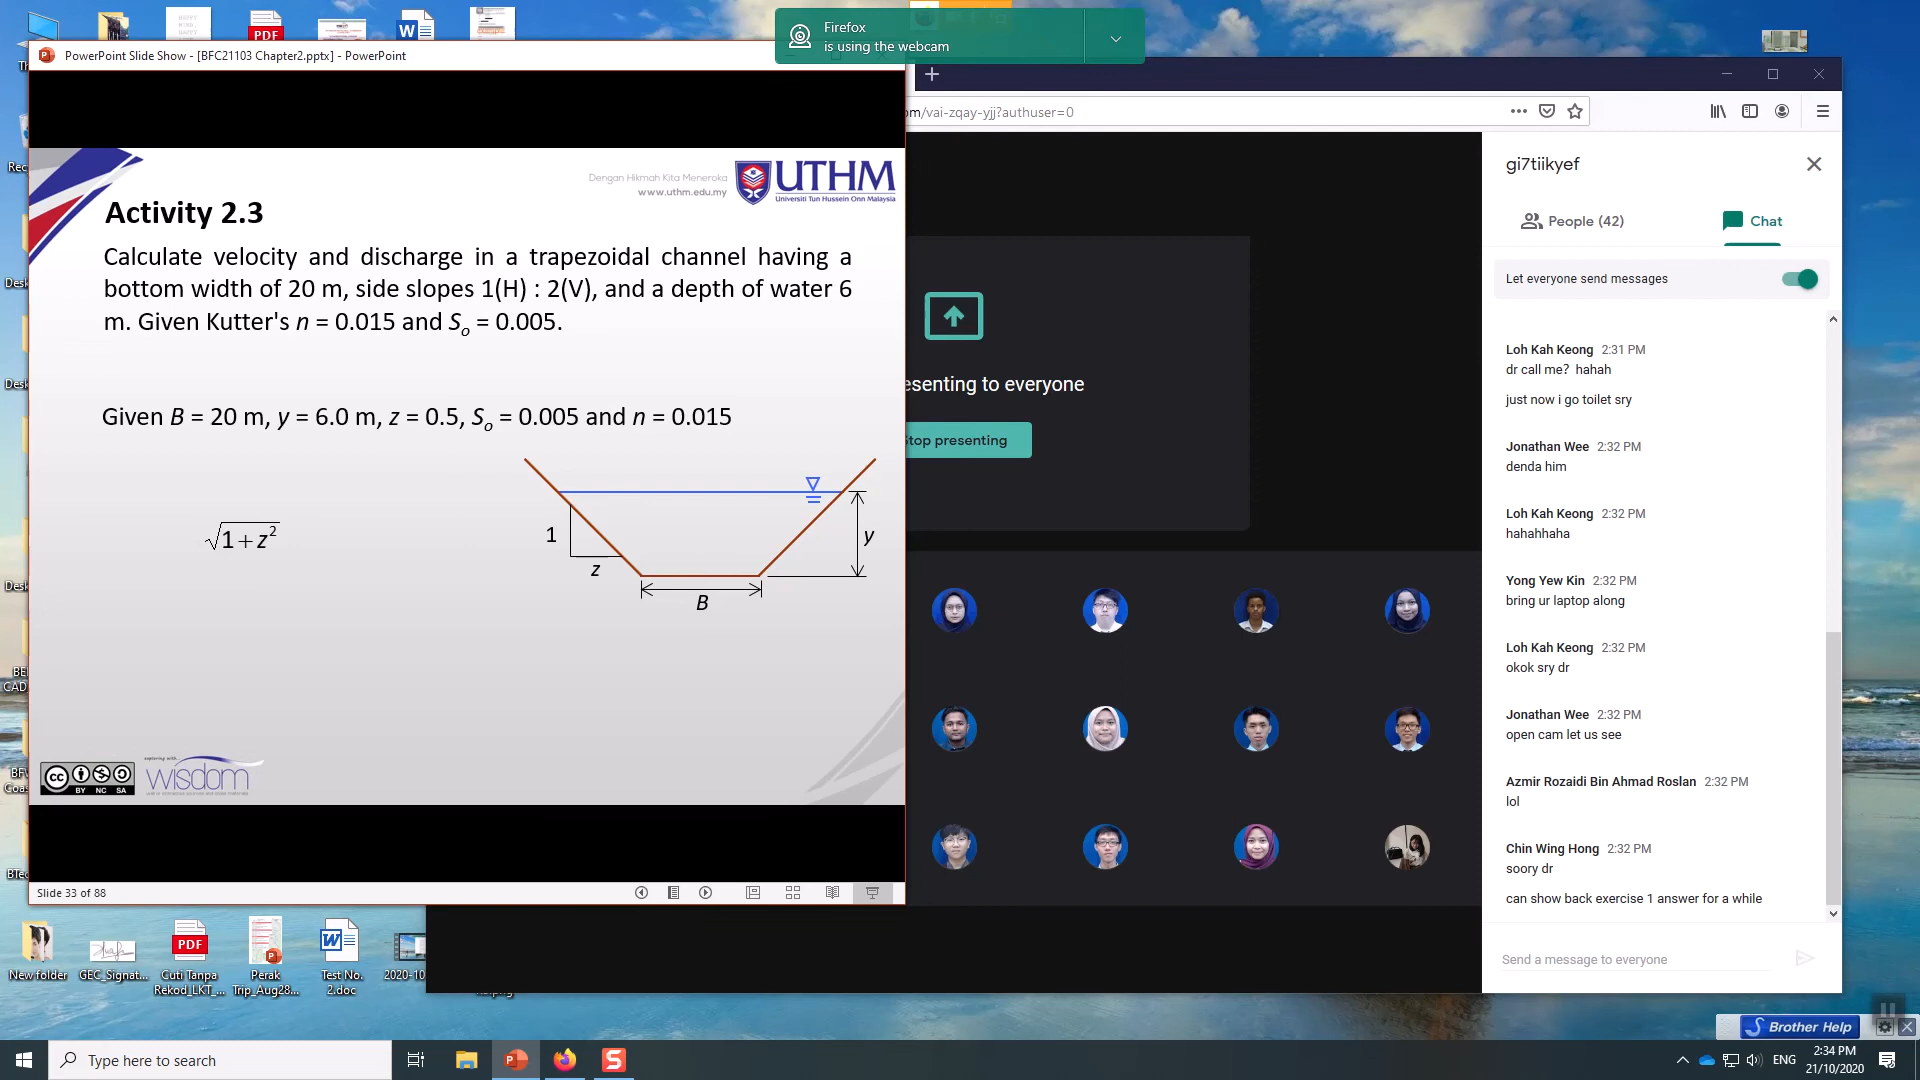 Firefox
is using the webcam
PowerPoint Slide Show - [BFC21103 Chapter2.pptx] - PowerPoint
om/vai-zqay-yjj?authuser=0
Dengan Hikmah Kita Meneroka
www.uthm.edu.my
UTHM
Universiti Tun Hussein Onn Malaysia
Activity 2.3
Calculate velocity and discharge in a trapezoidal channel having a
bottom width of 20 m, side slopes 1(H) : 2(V), and a depth of water 6
m. Given Kutter's n = 0.015 and So = 0.005.
Given B = 20 m, y = 6.0 m, z = 0.5, So = 0.005 and n = 0.015
√1+z²
1
z
B
y
cc BY NC SA
wisdom
Slide 33 of 88
esenting to everyone
Stop presenting
gi7tiikyef
People (42)
Chat
Let everyone send messages
Loh Kah Keong 2:31 PM
dr call me? hahah
just now i go toilet sry
Jonathan Wee 2:32 PM
denda him
Loh Kah Keong 2:32 PM
hahahhaha
Yong Yew Kin 2:32 PM
bring ur laptop along
Loh Kah Keong 2:32 PM
okok sry dr
Jonathan Wee 2:32 PM
open cam let us see
Azmir Rozaidi Bin Ahmad Roslan 2:32 PM
lol
Chin Wing Hong 2:32 PM
soory dr
can show back exercise 1 answer for a while
Send a message to everyone
PDF
New folder
GEC_Signat...
PDF
Cuti Tanpa
Rekod_LKT_...
Perak
Trip_Aug28...
Test No.
2.doc
2020-10
Brother Help
Type here to search
ENG
2:34 PM
21/10/2020